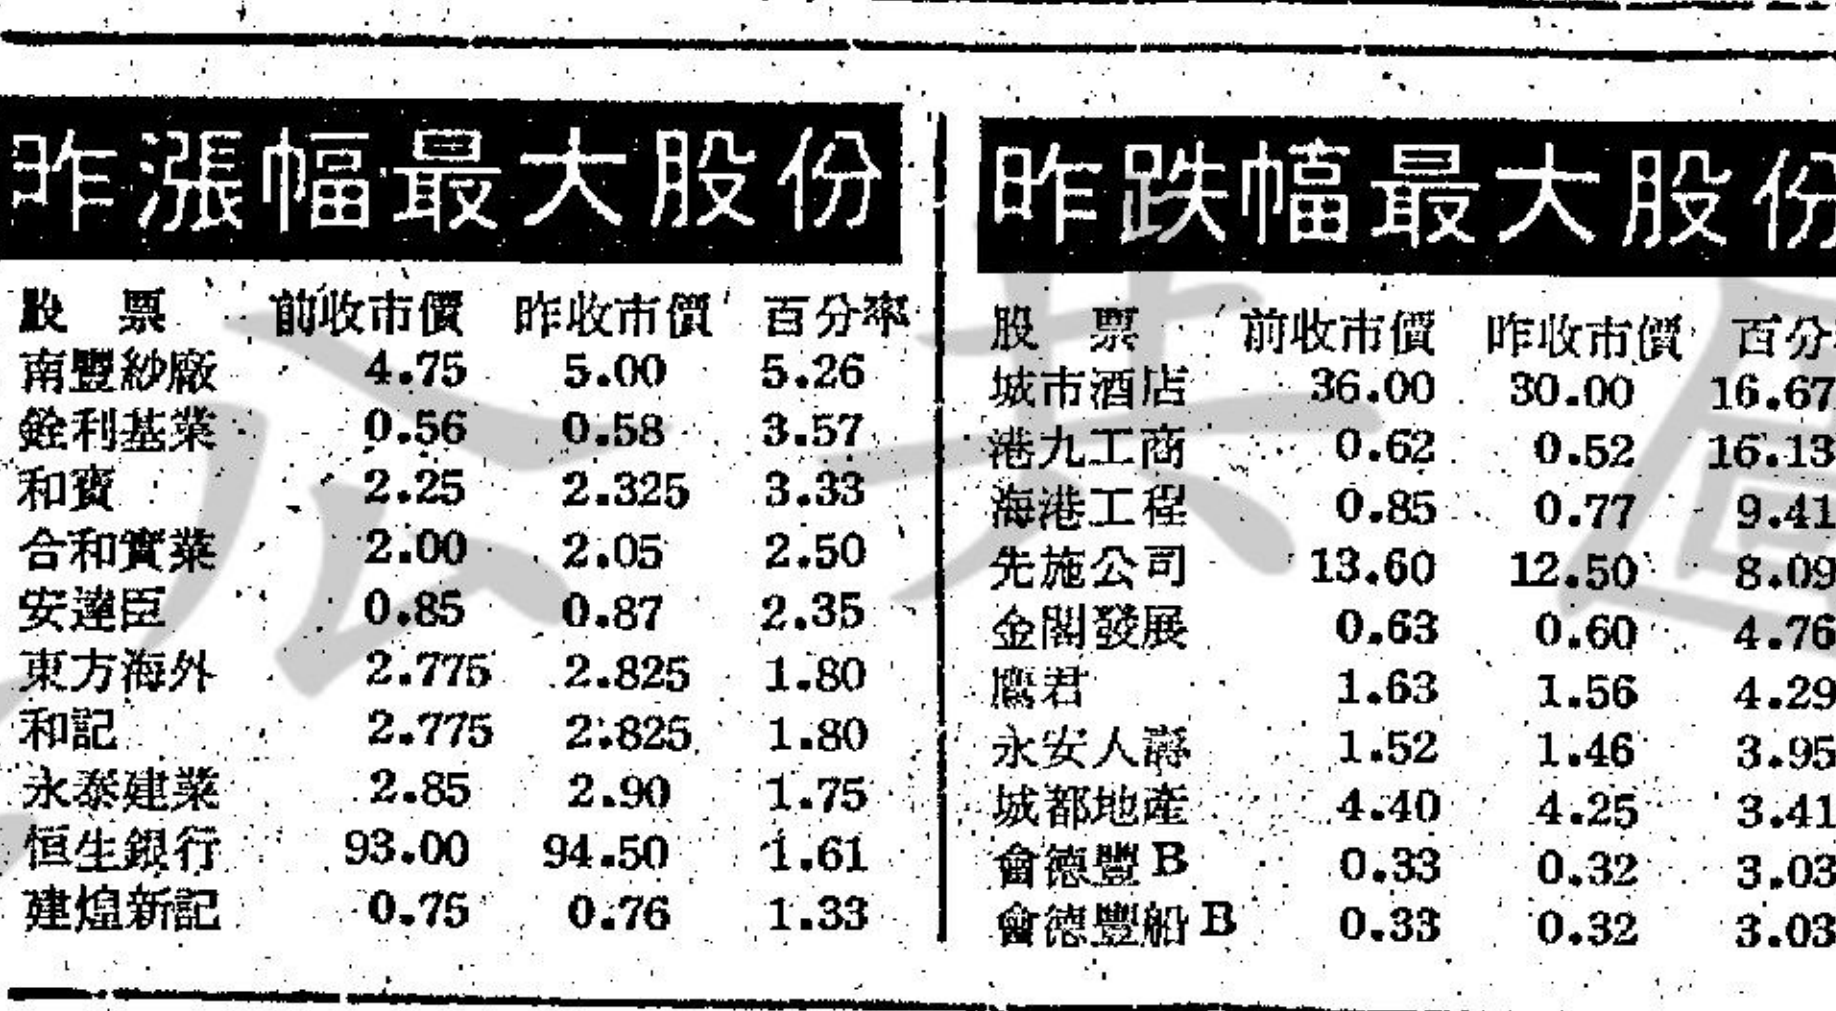 昨漲幅最大股份
股 票 前收市價 昨收市價 百分率
南豐紗廠 4.75 5.00 5.26
銓利基業 0.56 0.58 3.57
和寶 2.25 2.325 3.33
合和實業 2.00 2.05 2.50
安達臣 0.85 0.87 2.35
東方海外 2.775 2.825 1.80
和記 2.775 2.825 1.80
永泰建業 2.85 2.90 1.75
恒生銀行 93.00 94.50 1.61
建煌新記 0.75 0.76 1.33
昨跌幅最大股份
股 票 前收市價 昨收市價 百分
城市酒店 36.00 30.00 16.67
港九工商 0.62 0.52 16.13
海港工程 0.85 0.77 9.41
先施公司 13.60 12.50 8.09
金閣發展 0.63 0.60 4.76
鷹君 1.63 1.56 4.29
永安人壽 1.52 1.46 3.95
城都地產 4.40 4.25 3.41
會德豐B 0.33 0.32 3.03
會德豐船B 0.33 0.32 3.03
公共圖